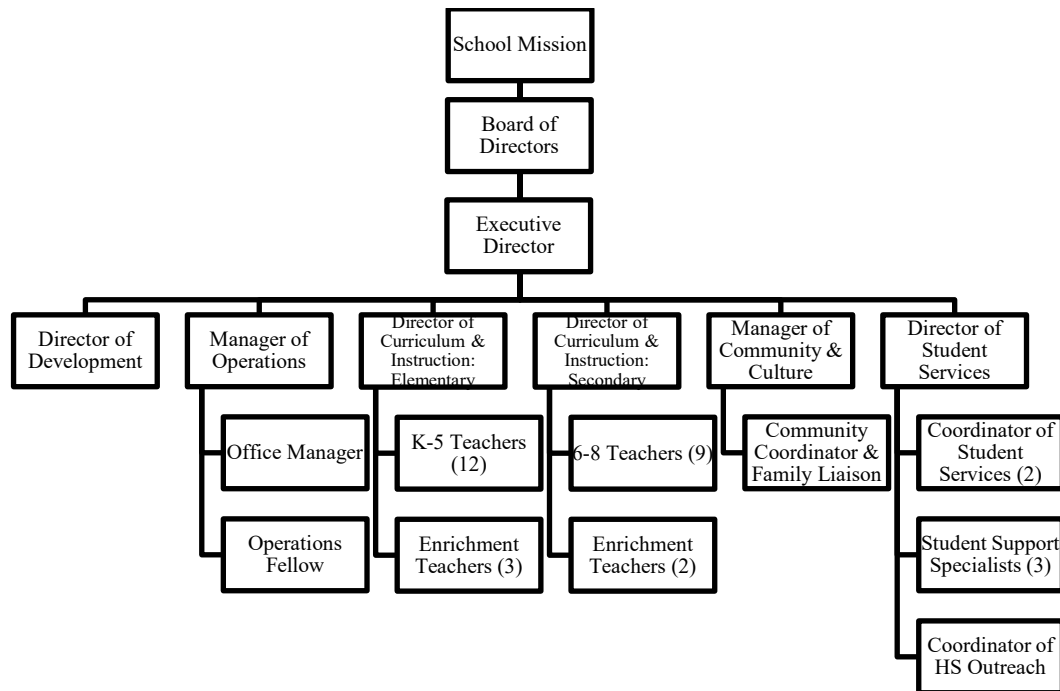 School Mission
Board of
Directors
Executive
Director
Director of
Development
Manager of
Operations
Director of
Curriculum &
Instruction:
Elementary
Director of
Curriculum &
Instruction:
Secondary
Manager of
Community &
Culture
Director of
Student
Services
Office Manager
K-5 Teachers
(12)
6-8 Teachers (9)
Community
Coordinator &
Family Liaison
Coordinator of
Student
Services (2)
Operations
Fellow
Enrichment
Teachers (3)
Enrichment
Teachers (2)
Student Support
Specialists (3)
Coordinator of
HS Outreach